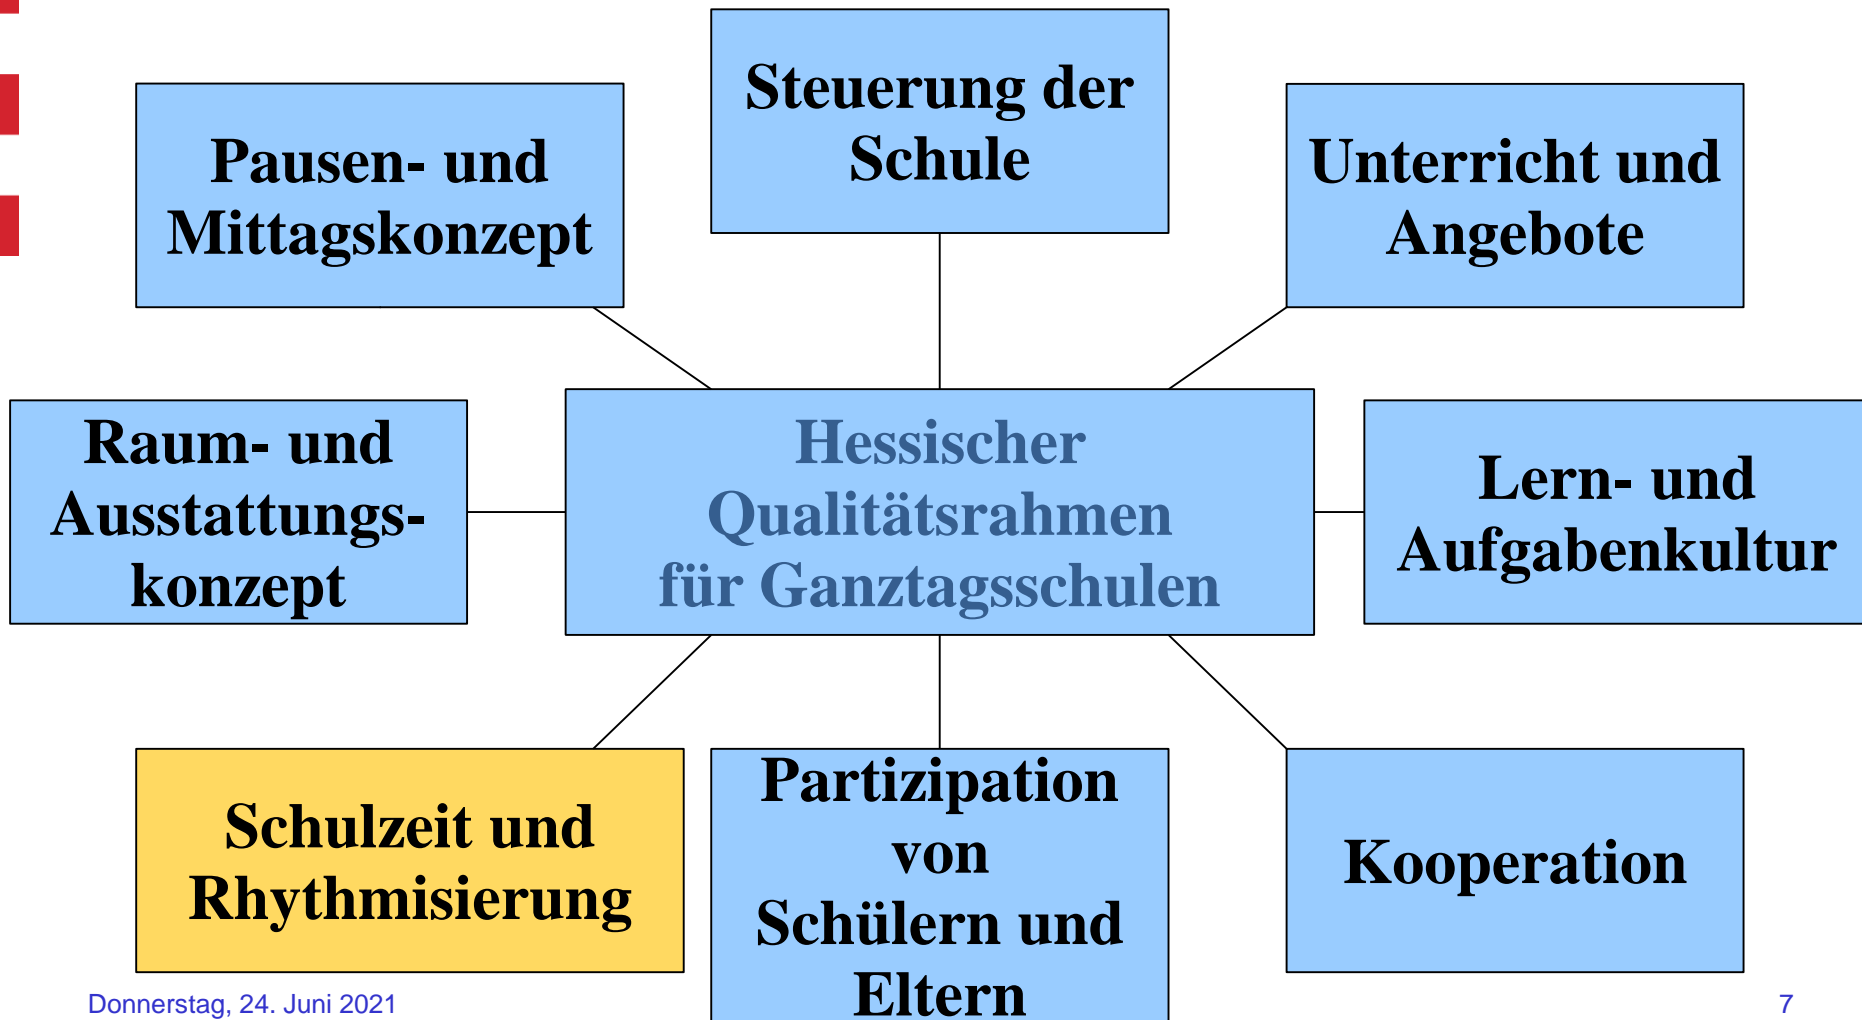 Steuerung der
Schule
Pausen- und
Mittagskonzept
Unterricht und
Angebote
Raum- und
Ausstattungs-
konzept
Hessischer
Qualitätsrahmen
für Ganztagsschulen
Lern- und
Aufgabenkultur
Schulzeit und
Rhythmisierung
Partizipation
von
Schülern und
Eltern
Kooperation
Donnerstag, 24. Juni 2021
7